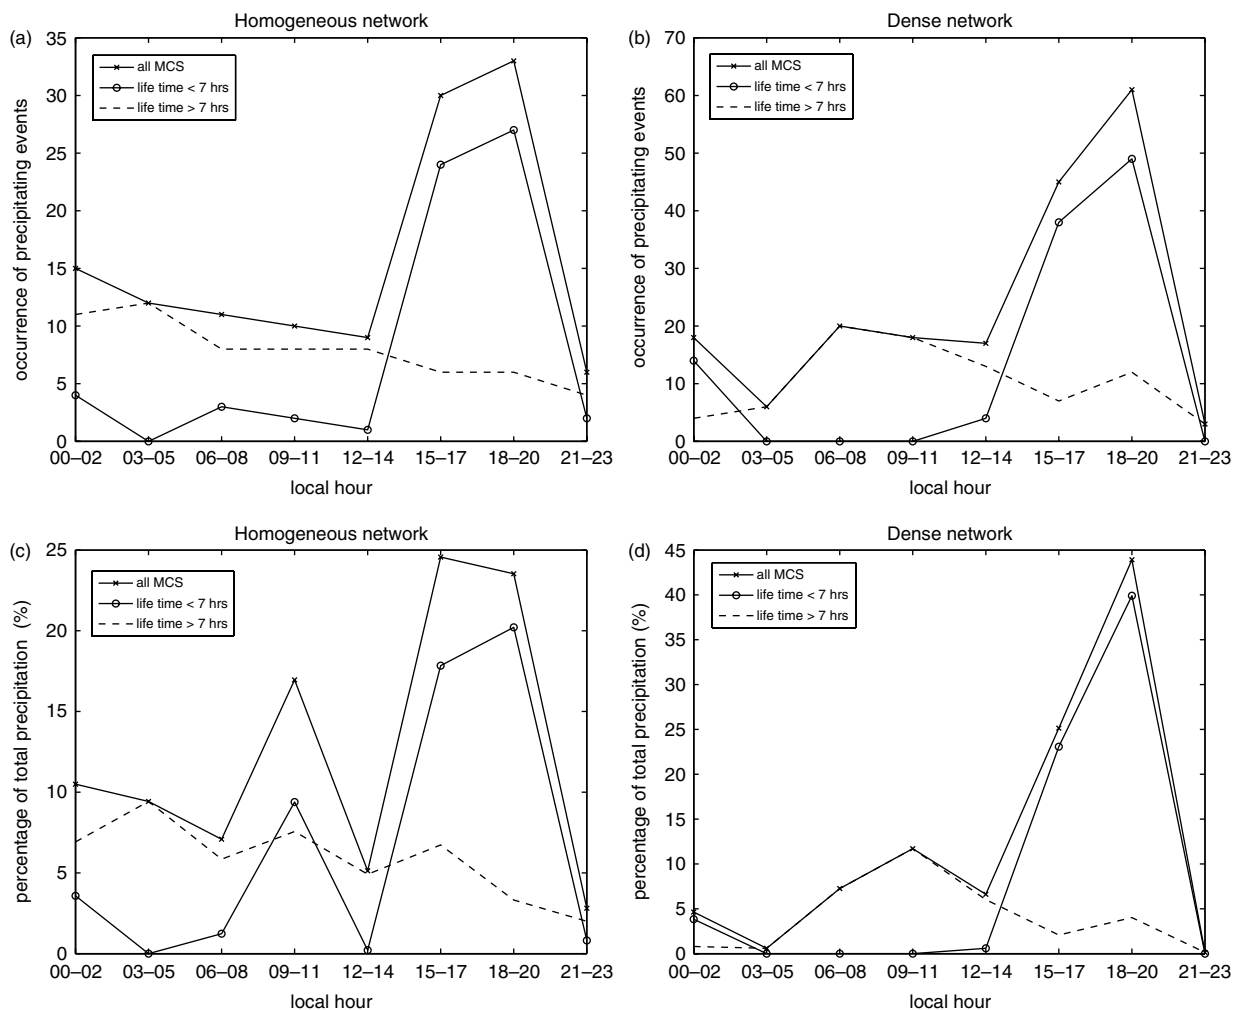 (a)
Homogeneous network
35
30
25
20
15
10
5
0
occurrence of precipitating events
all MCS
life time < 7 hrs
life time > 7 hrs
00–02 03–05 06–08 09–11 12–14 15–17 18–20 21–23
local hour
(b)
Dense network
70
60
50
40
30
20
10
0
occurrence of precipitating events
all MCS
life time < 7 hrs
life time > 7 hrs
00–02 03–05 06–08 09–11 12–14 15–17 18–20 21–23
local hour
(c)
Homogeneous network
25
20
15
10
5
0
percentage of total precipitation (%)
all MCS
life time < 7 hrs
life time > 7 hrs
00–02 03–05 06–08 09–11 12–14 15–17 18–20 21–23
local hour
(d)
Dense network
45
40
35
30
25
20
15
10
5
0
percentage of total precipitation (%)
all MCS
life time < 7 hrs
life time > 7 hrs
00–02 03–05 06–08 09–11 12–14 15–17 18–20 21–23
local hour